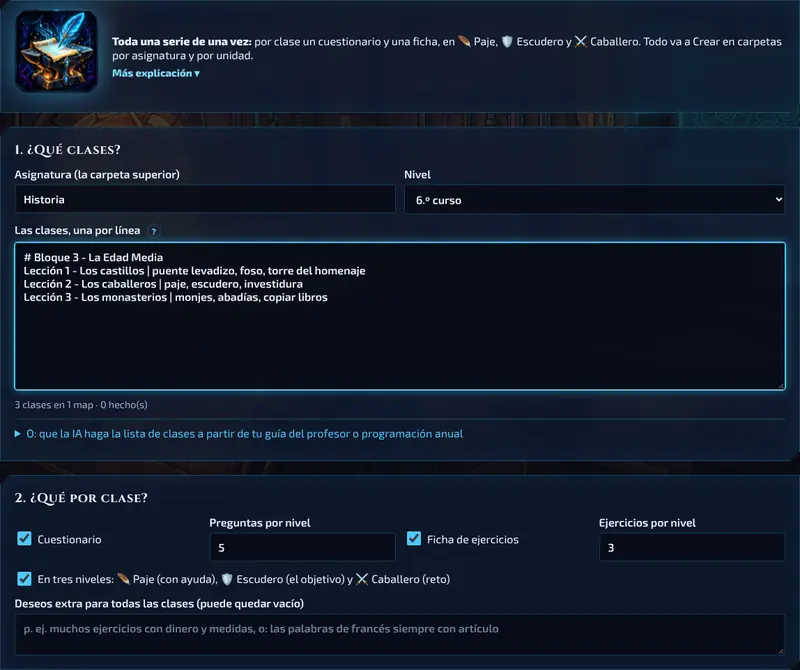 Toda una serie de una vez: por clase un cuestionario y una ficha, en 🪶 Paje, 🛡️ Escudero y ⚔️ Caballero. Todo va a Crear en carpetas
por asignatura y por unidad.
Más explicación ▾
1. ¿Qué clases?
Asignatura (la carpeta superior)
Nivel
Historia
6.º curso
Las clases, una por línea ?
# Bloque 3 - La Edad Media
Lección 1 - Los castillos | puente levadizo, foso, torre del homenaje
Lección 2 - Los caballeros | paje, escudero, investidura
Lección 3 - Los monasterios | monjes, abadías, copiar libros
3 clases en 1 map · 0 hecho(s)
▶ O: que la IA haga la lista de clases a partir de tu guía del profesor o programación anual
2. ¿Qué por clase?
Preguntas por nivel
Ejercicios por nivel
Cuestionario
5
Ficha de ejercicios
3
En tres niveles: 🪶 Paje (con ayuda), 🛡️ Escudero (el objetivo) y ⚔️ Caballero (reto)
Deseos extra para todas las clases (puede quedar vacío)
p. ej. muchos ejercicios con dinero y medidas, o: las palabras de francés siempre con artículo